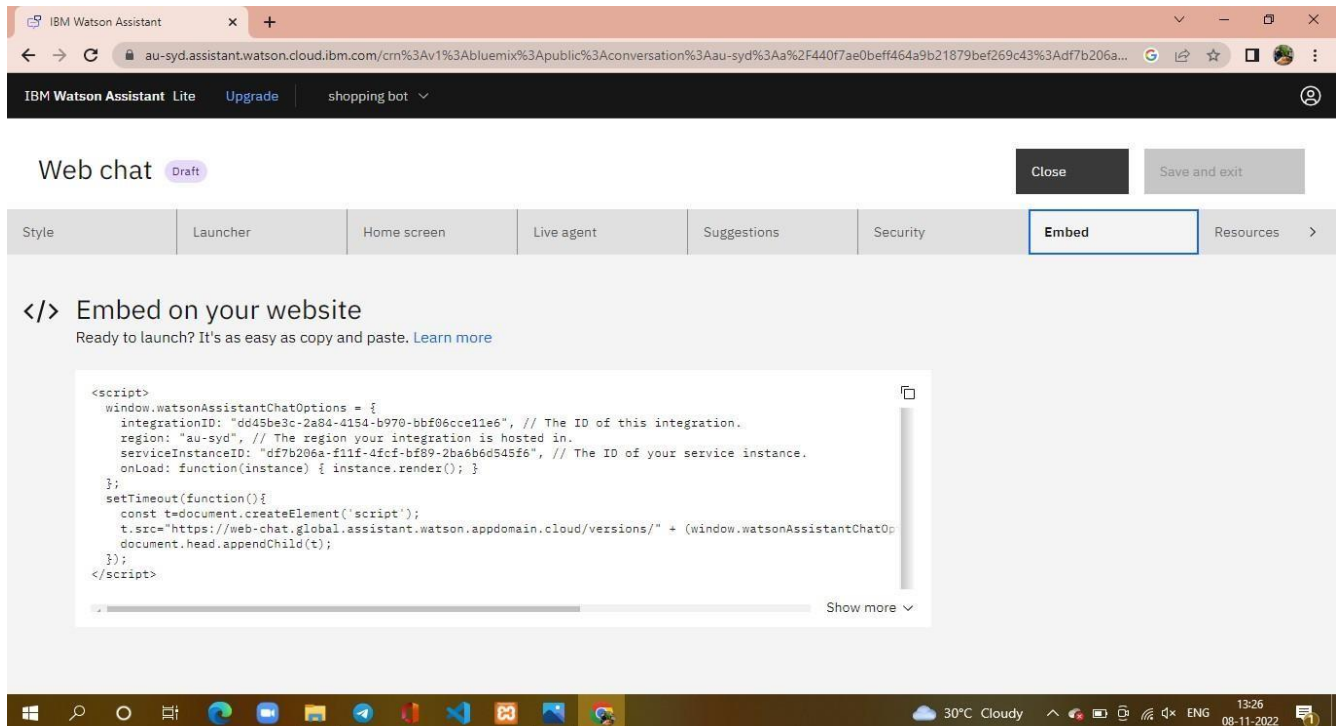 IBM Watson Assistant
au-syd.assistant.watson.cloud.ibm.com/crn%3Av1%3Abluemix%3Apublic%3Aconversation%3Aau-syd%3Aa%2F440f7ae0beff464a9b21879bef269c43%3Adf7b206a...
IBM Watson Assistant Lite Upgrade shopping bot
Web chat Draft Close Save and exit
Style Launcher Home screen Live agent Suggestions Security Embed Resources
</> Embed on your website
Ready to launch? It's as easy as copy and paste. Learn more
<script>
window.watsonAssistantChatOptions = {
integrationID: "dd45be3c-2a84-4154-b970-bbf06cce11e6", // The ID of this integration.
region: "au-syd", // The region your integration is hosted in.
serviceInstanceID: "df7b206a-f11f-4fcf-bf89-2ba6b6d545f6", // The ID of your service instance.
onLoad: function(instance) { instance.render(); }
};
setTimeout(function(){
const t=document.createElement('script');
t.src="https://web-chat.global.assistant.watson.appdomain.cloud/versions/" + (window.watsonAssistantChatOp
document.head.appendChild(t);
});
</script>
Show more
30°C Cloudy ENG 13:26
08-11-2022